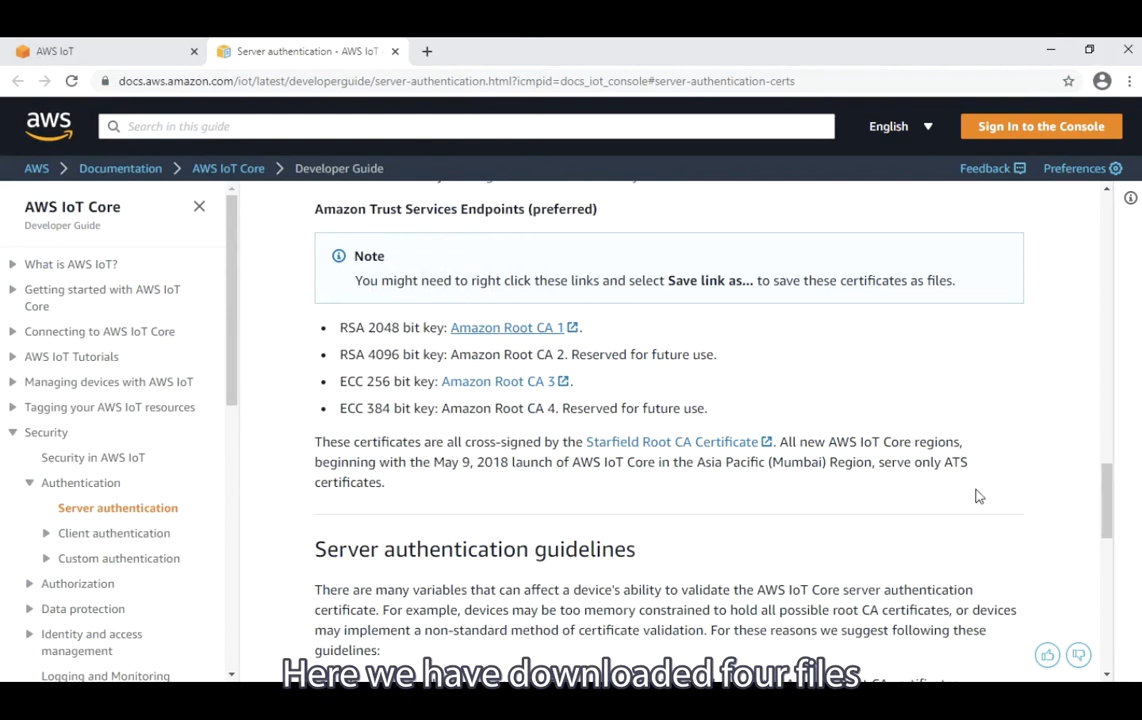 AWS IoT
Server authentication - AWS IoT
docs.aws.amazon.com/iot/latest/developerguide/server-authentication.html?icmpid=docs_iot_console#server-authentication-certs
aws
Search in this guide
English
Sign In to the Console
AWS
Documentation
AWS IoT Core
Developer Guide
Feedback
Preferences
AWS IoT Core
Developer Guide
What is AWS IoT?
Getting started with AWS IoT
Core
Connecting to AWS IoT Core
AWS IoT Tutorials
Managing devices with AWS IoT
Tagging your AWS IoT resources
Security
Security in AWS IoT
Authentication
Server authentication
Client authentication
Custom authentication
Authorization
Data protection
Identity and access
management
Logging and Monitoring
Amazon Trust Services Endpoints (preferred)
Note
You might need to right click these links and select Save link as... to save these certificates as files.
• RSA 2048 bit key: Amazon Root CA 1.
• RSA 4096 bit key: Amazon Root CA 2. Reserved for future use.
• ECC 256 bit key: Amazon Root CA 3.
• ECC 384 bit key: Amazon Root CA 4. Reserved for future use.
These certificates are all cross-signed by the Starfield Root CA Certificate. All new AWS IoT Core regions,
beginning with the May 9, 2018 launch of AWS IoT Core in the Asia Pacific (Mumbai) Region, serve only ATS
certificates.
Server authentication guidelines
There are many variables that can affect a device's ability to validate the AWS IoT Core server authentication
certificate. For example, devices may be too memory constrained to hold all possible root CA certificates, or devices
may implement a non-standard method of certificate validation. For these reasons we suggest following these
guidelines:
Here we have downloaded four files